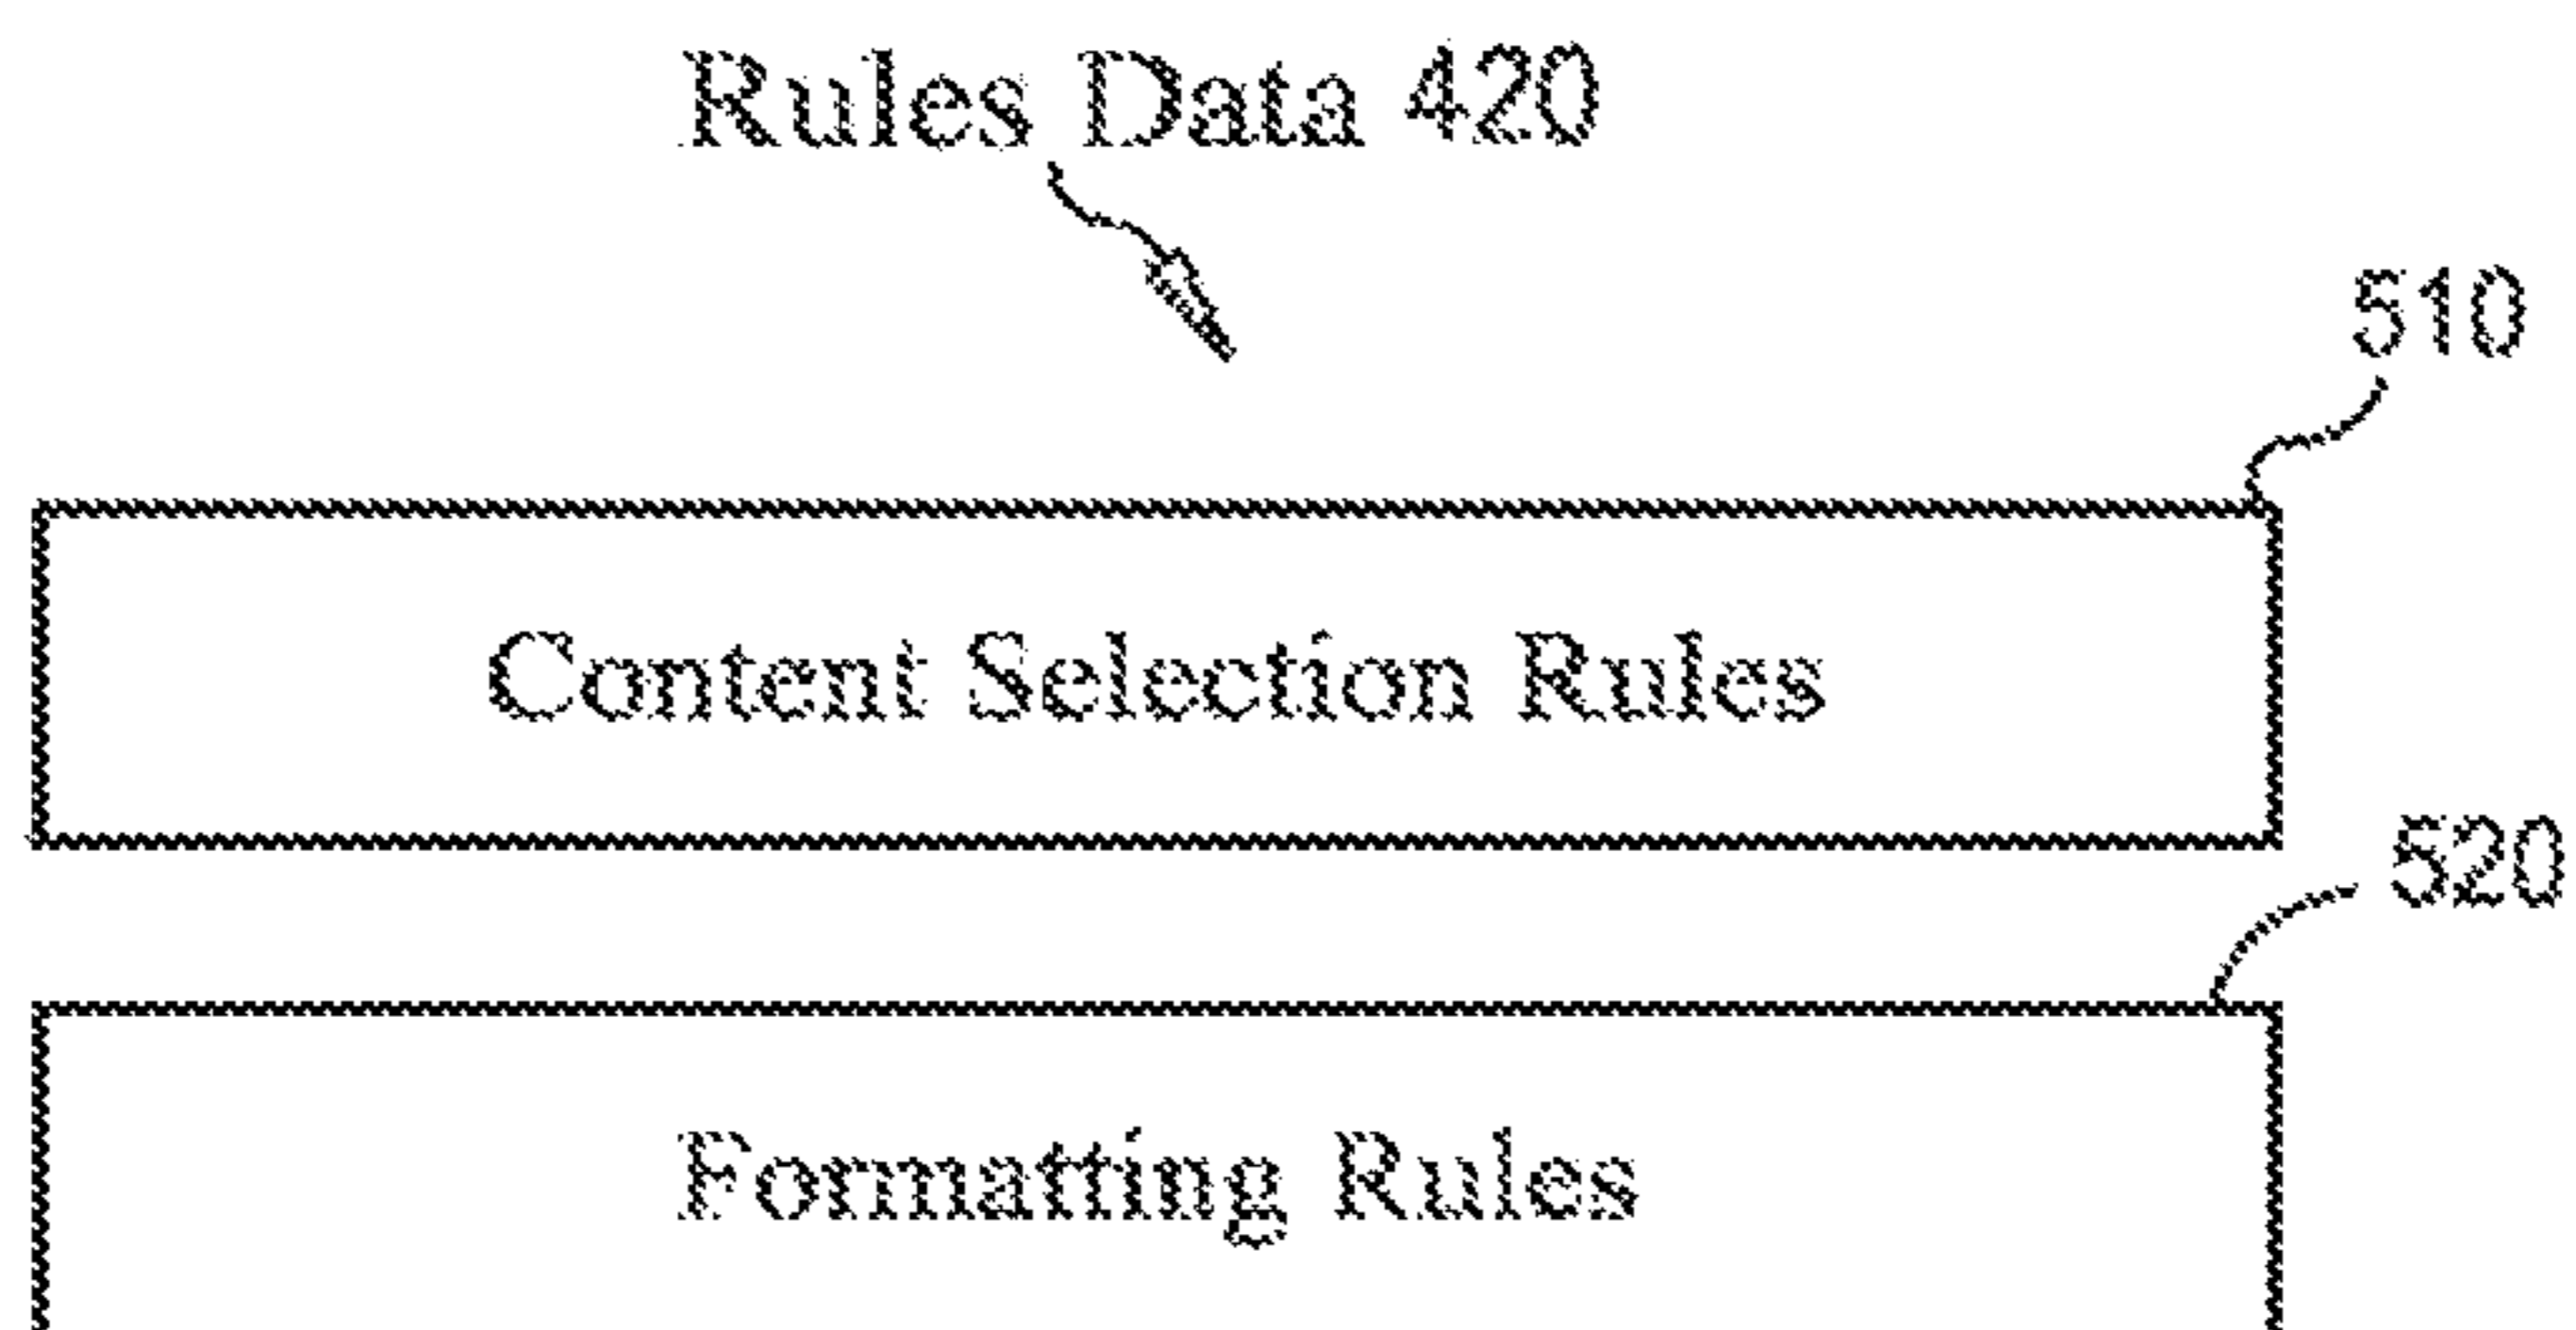 Rules Data 420
510
Content Selection Rules
520
Formatting Rules